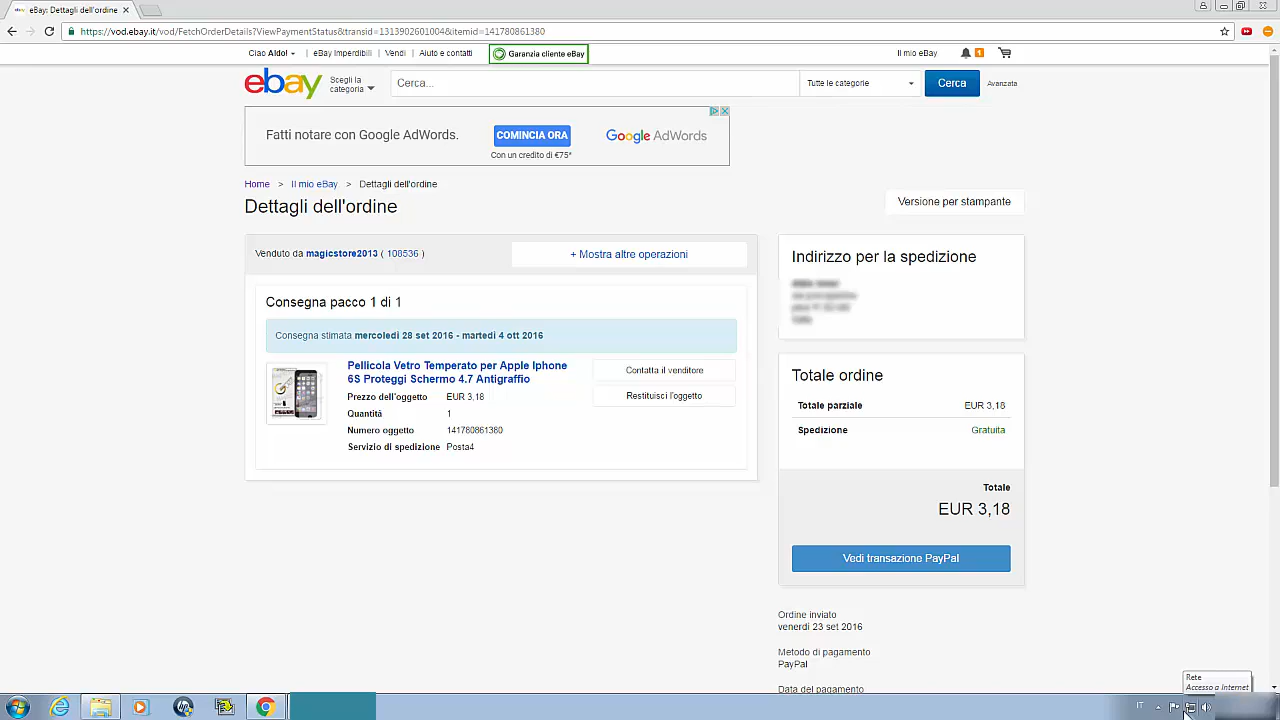 eBay: Dettagli dell'ordine
https://vod.ebay.it/vod/FetchOrderDetails?ViewPaymentStatus&transid=1313902601004&itemid=141780861380
Ciao Aldo!
eBay Imperdibili
Vendi
Aiuto e contatti
Garanzia cliente eBay
Il mio eBay
1
ebay
Scegli la
categoria
Cerca...
Tutte le categorie
Cerca
Avanzata
Fatti notare con Google AdWords.
COMINCIA ORA
Con un credito di €75*
Google AdWords
Home > Il mio eBay > Dettagli dell'ordine
Dettagli dell'ordine
Versione per stampante
Venduto da magicstore2013 ( 108536 )
+ Mostra altre operazioni
Consegna pacco 1 di 1
Consegna stimata mercoledì 28 set 2016 - martedì 4 ott 2016
Pellicola Vetro Temperato per Apple Iphone
6S Proteggi Schermo 4.7 Antigraffio
Prezzo dell'oggetto EUR 3,18
Quantità 1
Numero oggetto 141780861380
Servizio di spedizione Posta4
Contatta il venditore
Restituisci l'oggetto
Indirizzo per la spedizione
Totale ordine
Totale parziale EUR 3,18
Spedizione Gratuita
Totale
EUR 3,18
Vedi transazione PayPal
Ordine inviato
venerdì 23 set 2016
Metodo di pagamento
PayPal
Data del pagamento
Rete
Accesso a Internet
IT